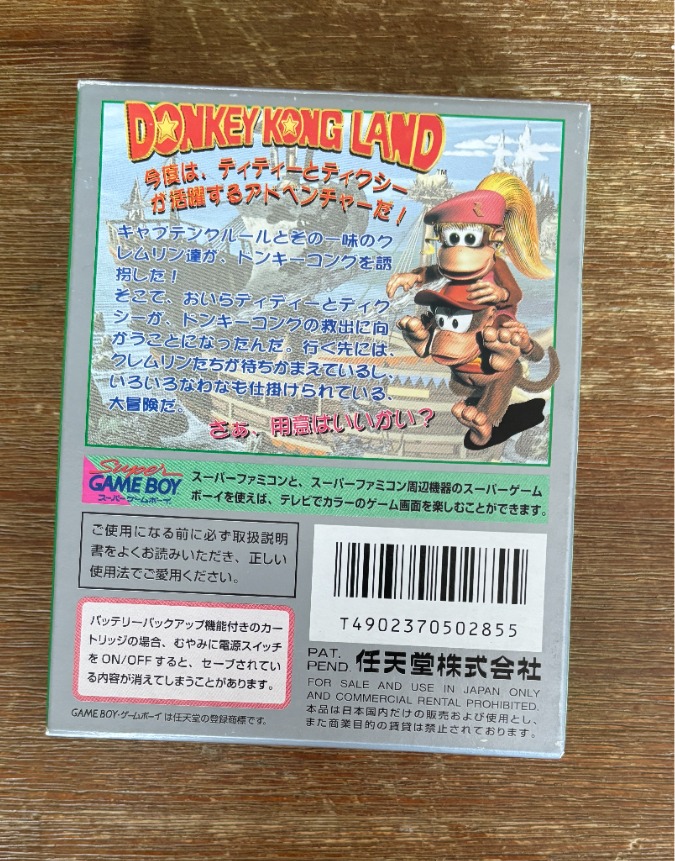 DONKEY KONG LAND
TM
今度は、ディディーとディクシー
が活躍するアドベンチャーだ！
キャプテンクルールとその一味のク
レムリン達が、ドンキーコングを誘
拐した！
そこで、おいらディディーとディク
シーが、ドンキーコングの救出に向
かうことになったんだ。行く先には、
クレムリンたちが待ちかまえているし、
いろいろなわなも仕掛けられている、
大冒険だ。
さぁ、用意はいいかい？
Super
GAME BOY
スーパーゲームボーイ
スーパーファミコンと、スーパーファミコン周辺機器のスーパーゲーム
ボーイを使えば、テレビでカラーのゲーム画面を楽しむことができます。
ご使用になる前に必ず取扱説明
書をよくお読みいただき、正しい
使用法でご愛用ください。
バッテリーバックアップ機能付きのカー
トリッジの場合、むやみに電源スイッチ
をON/OFFすると、セーブされてい
る内容が消えてしまうことがあります。
GAME BOY・ゲームボーイ は任天堂の登録商標です。
T4902370502855
PAT.
PEND.
任天堂株式会社
FOR SALE AND USE IN JAPAN ONLY
AND COMMERCIAL RENTAL PROHIBITED.
本品は日本国内だけの販売および使用とし、
また商業目的の賃貸は禁止されております。